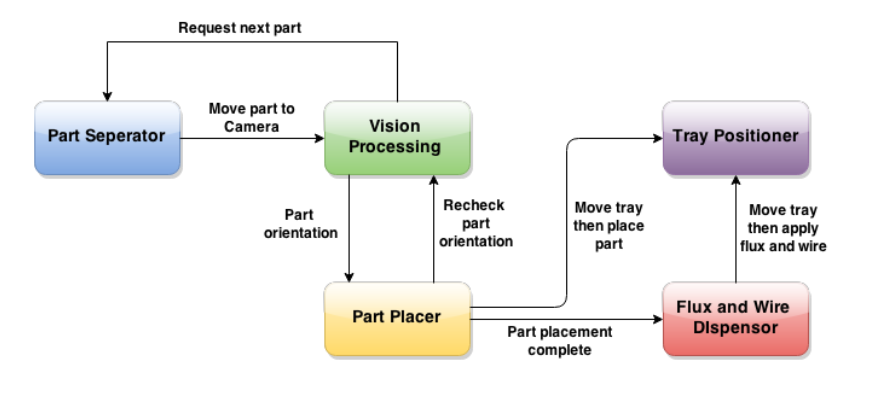 Request next part
Part Seperator
Move part to
Camera
Vision
Processing
Tray Positioner
Part
orientation
Recheck
part
orientation
Move tray
then place
part
Move tray
then apply
flux and wire
Part Placer
Part placement
complete
Flux and Wire
DIspensor